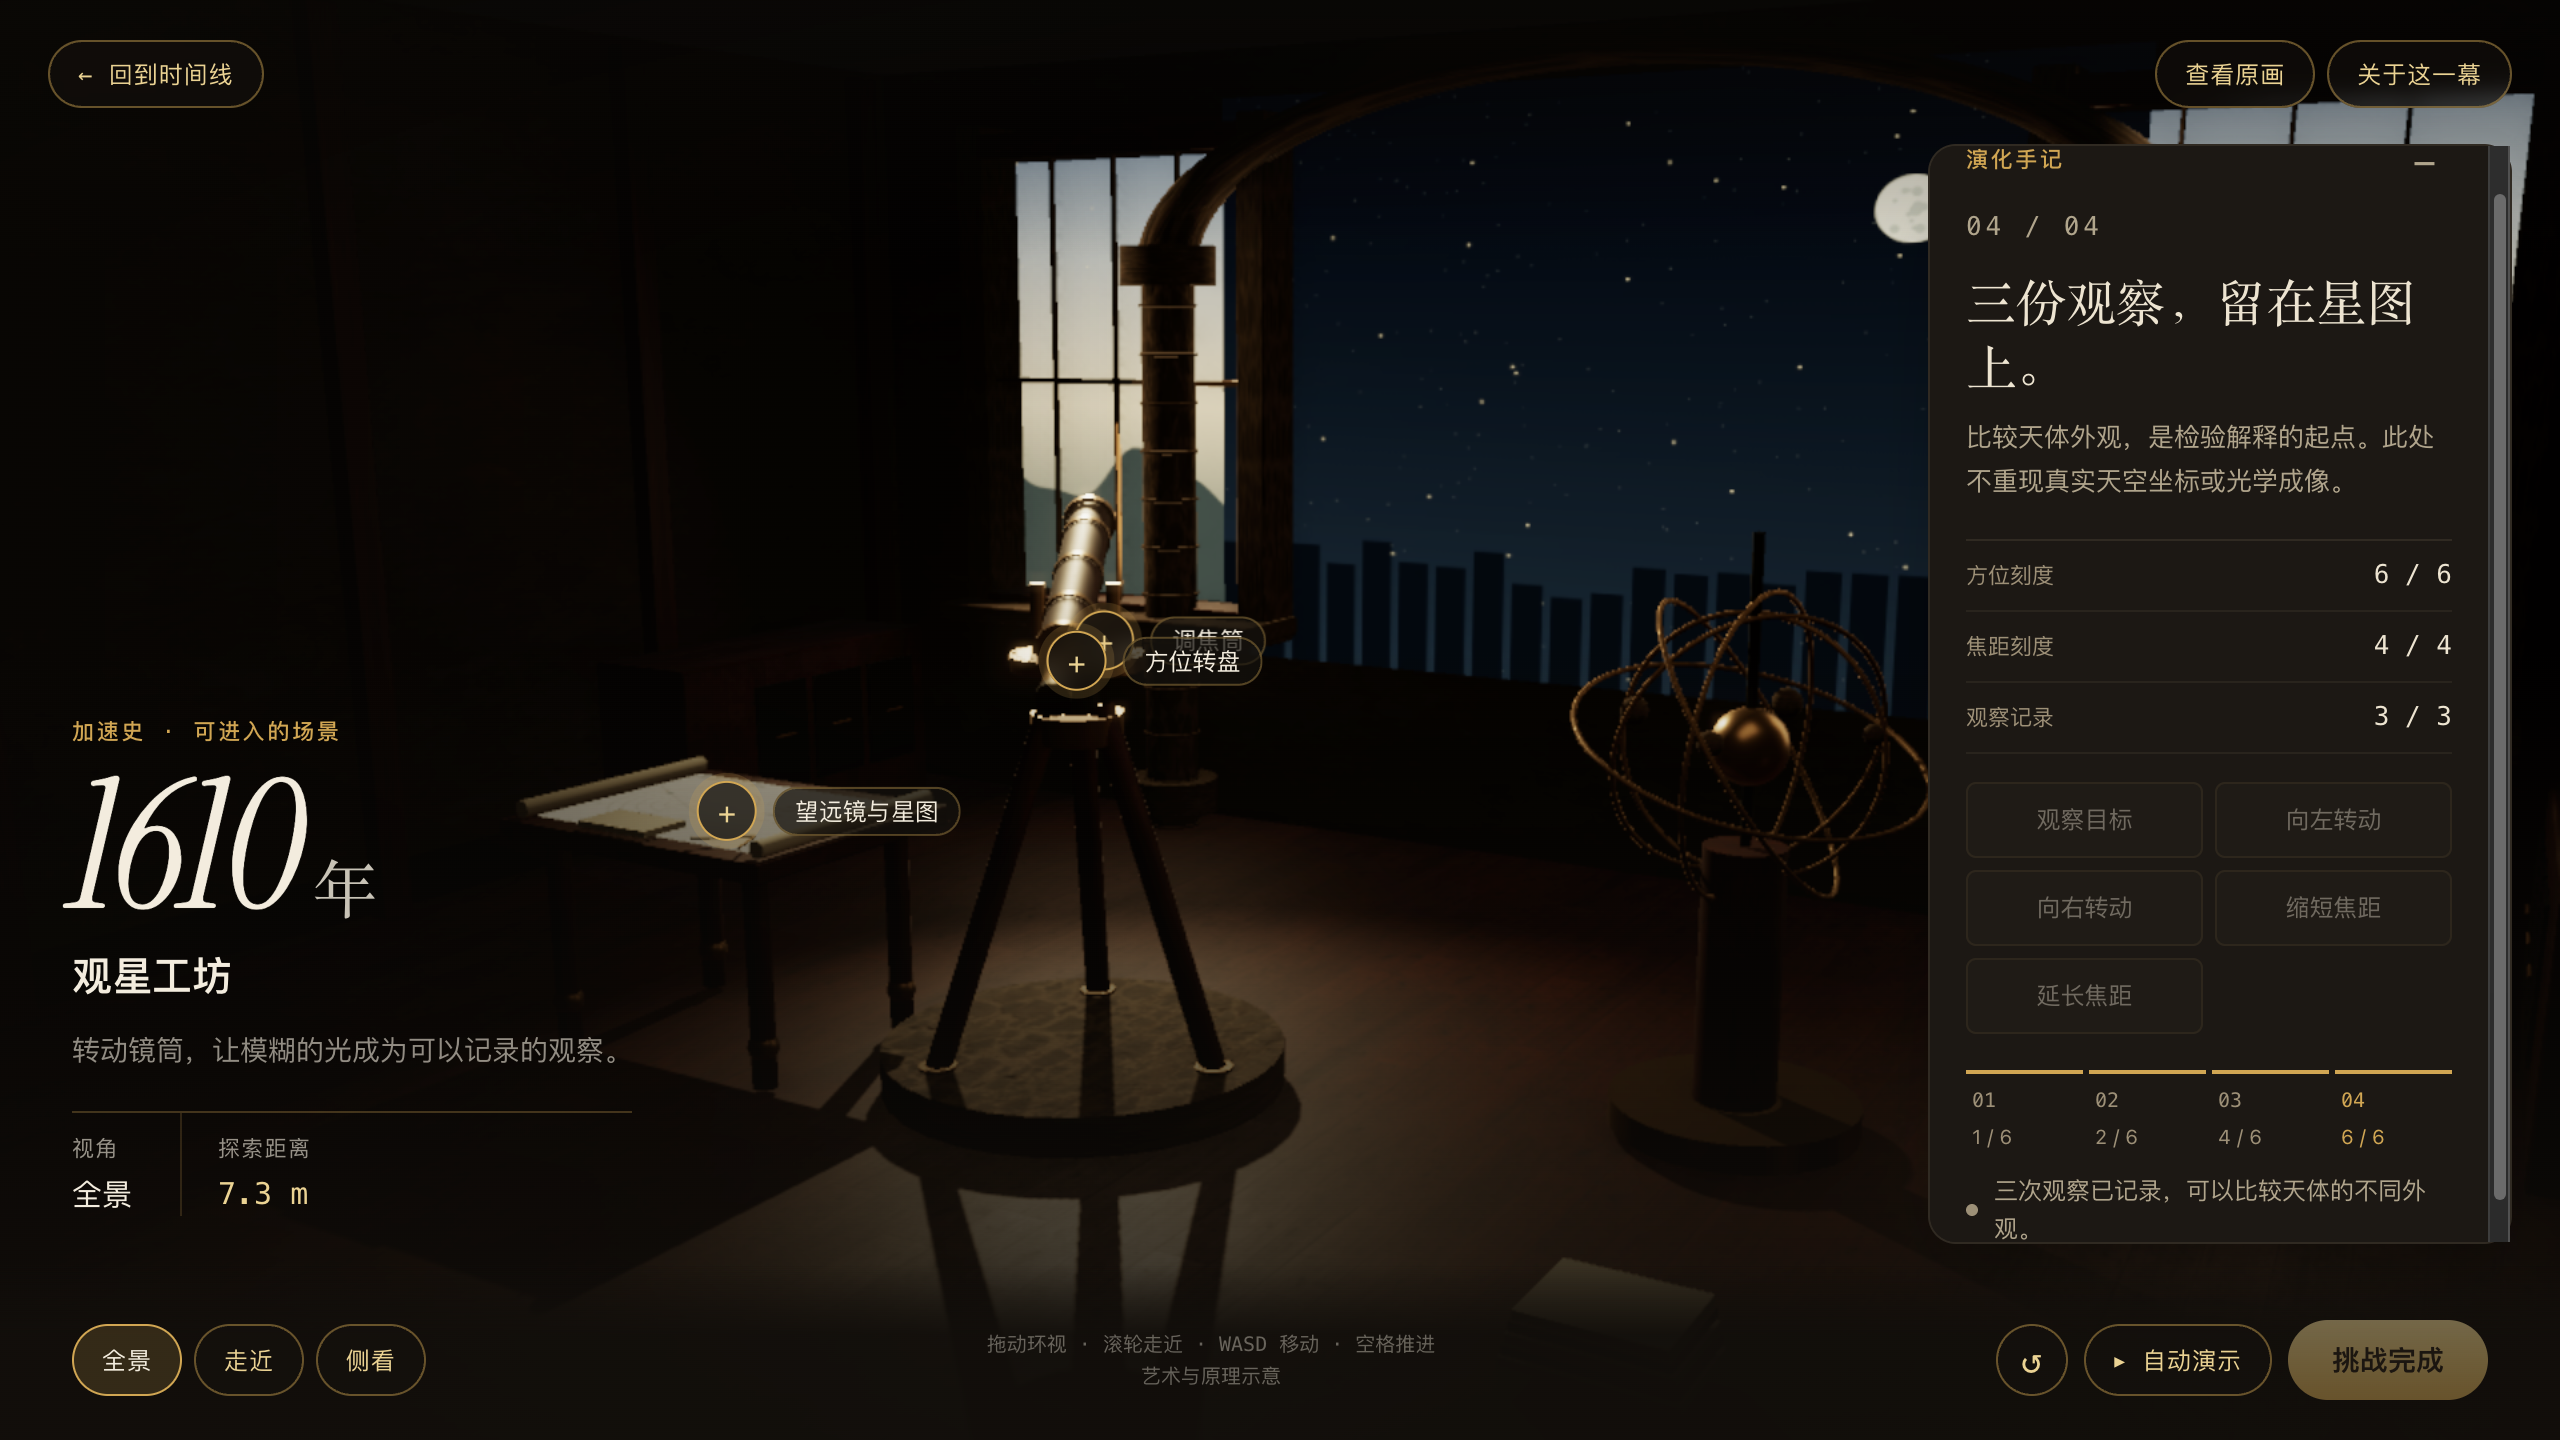 ← 回到时间线
查看原画
关于这一幕
演化手记
04 / 04
三份观察，留在星图
上。
比较天体外观，是检验解释的起点。此处
不重现真实天空坐标或光学成像。
方位刻度 6 / 6
焦距刻度 4 / 4
观察记录 3 / 3
观察目标
向左转动
向右转动
缩短焦距
延长焦距
01 02 03 04
1 / 6 2 / 6 4 / 6 6 / 6
三次观察已记录，可以比较天体的不同外
观。
调焦筒
方位转盘
望远镜与星图
加速史 · 可进入的场景
1610年
观星工坊
转动镜筒，让模糊的光成为可以记录的观察。
视角 探索距离
全景 7.3 m
全景
走近
侧看
拖动环视 · 滚轮走近 · WASD 移动 · 空格推进
艺术与原理示意
自动演示
挑战完成